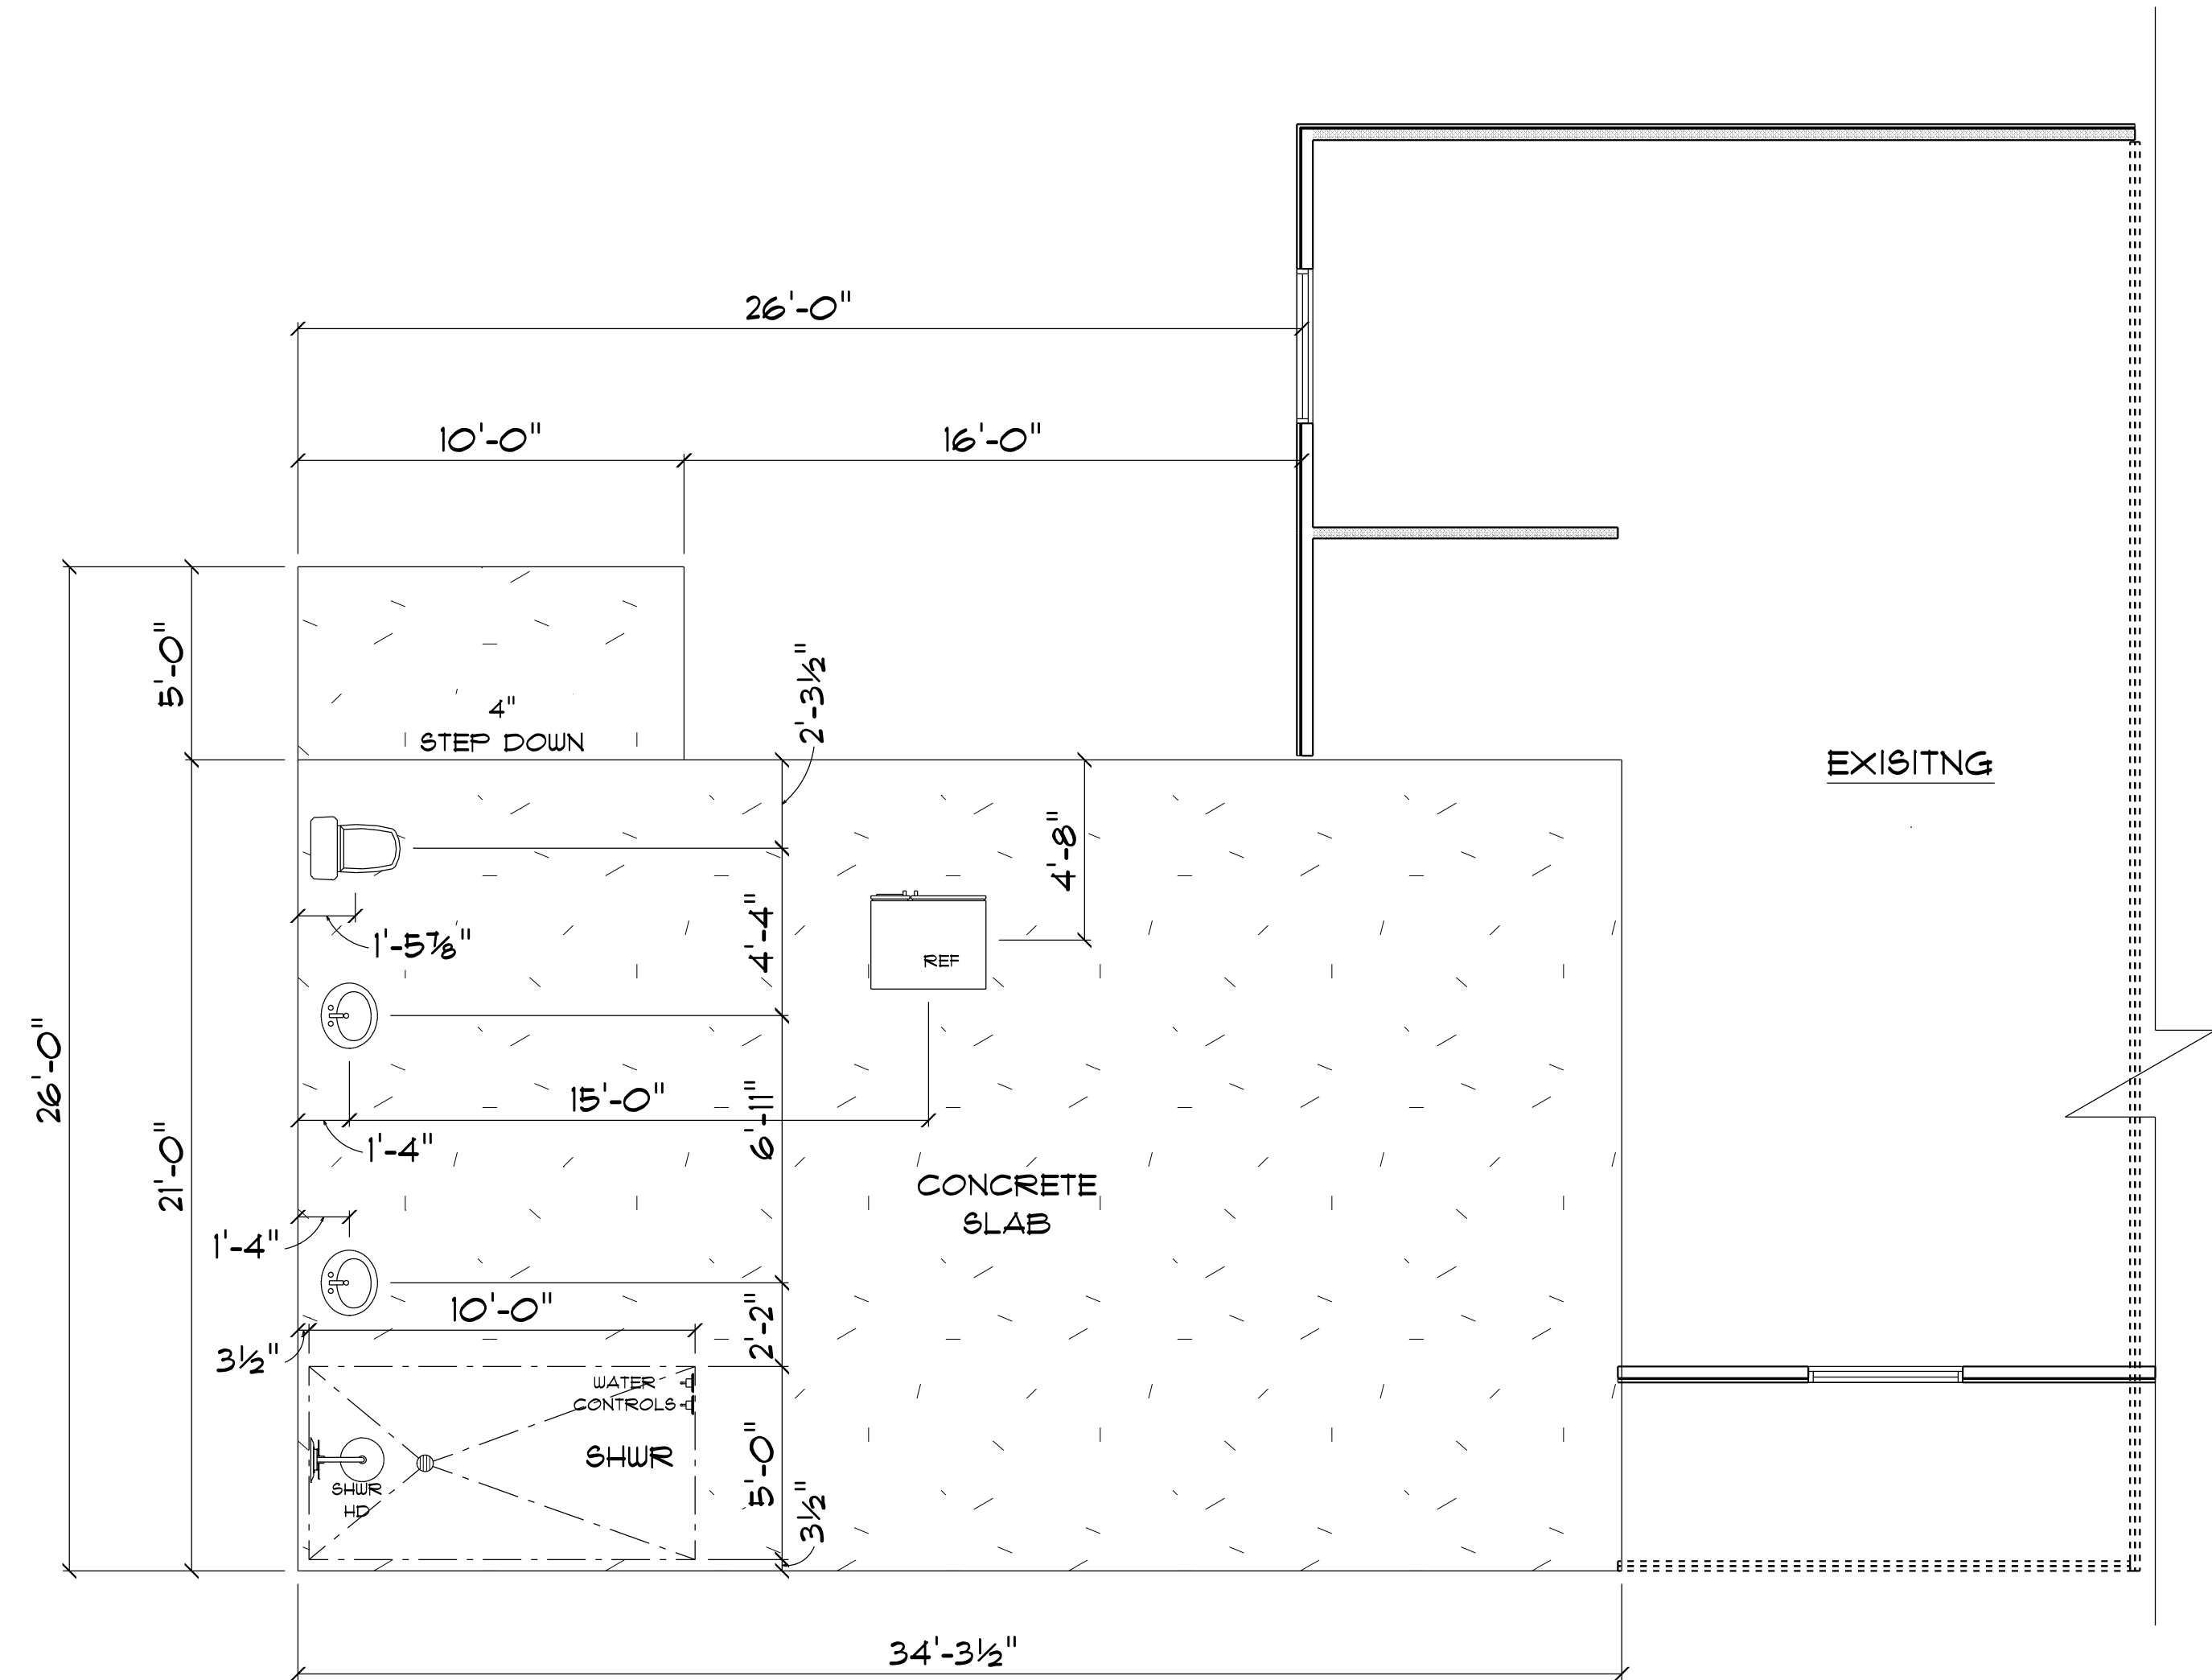 26'-0"
10'-0"
16'-0"
5'-0"
4"
STEP DOWN
2'-3½"
EXISITNG
4'-8"
1'-5⅞"
4'-4"
REF
26'-0"
15'-0"
6'-11"
1'-4"
21'-0"
CONCRETE
SLAB
1'-4"
10'-0"
2'-2"
3½"
WATER
CONTROLS
SHWR
5'-0"
SHWR
HD
3½"
34'-3½"